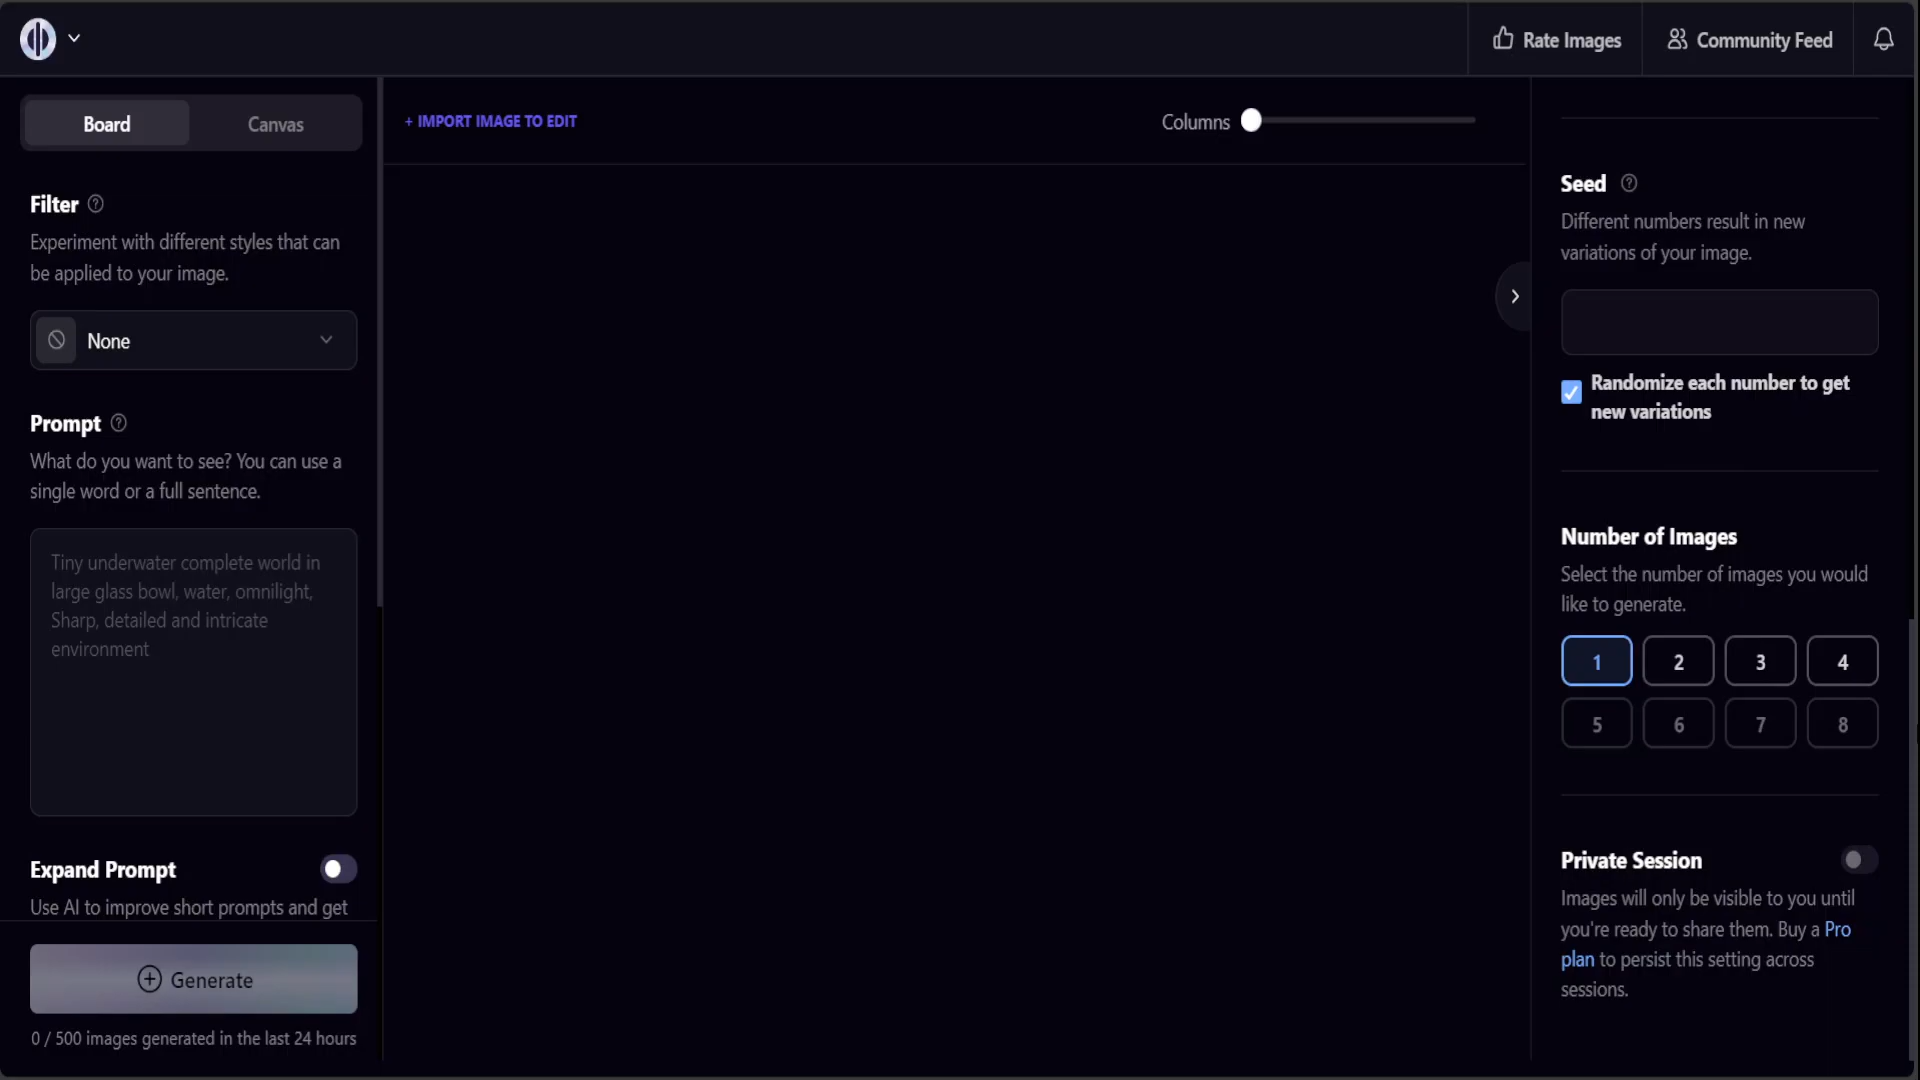 Rate Images
Community Feed
Board
Canvas
Filter
Experiment with different styles that can
be applied to your image.
None
Prompt
What do you want to see? You can use a
single word or a full sentence.
Tiny underwater complete world in
large glass bowl, water, omnilight,
Sharp, detailed and intricate
environment
Expand Prompt
Use AI to improve short prompts and get
Generate
0 / 500 images generated in the last 24 hours
+ IMPORT IMAGE TO EDIT
Columns
Seed
Different numbers result in new
variations of your image.
Randomize each number to get
new variations
Number of Images
Select the number of images you would
like to generate.
1 2 3 4
5 6 7 8
Private Session
Images will only be visible to you until
you're ready to share them. Buy a Pro
plan to persist this setting across
sessions.